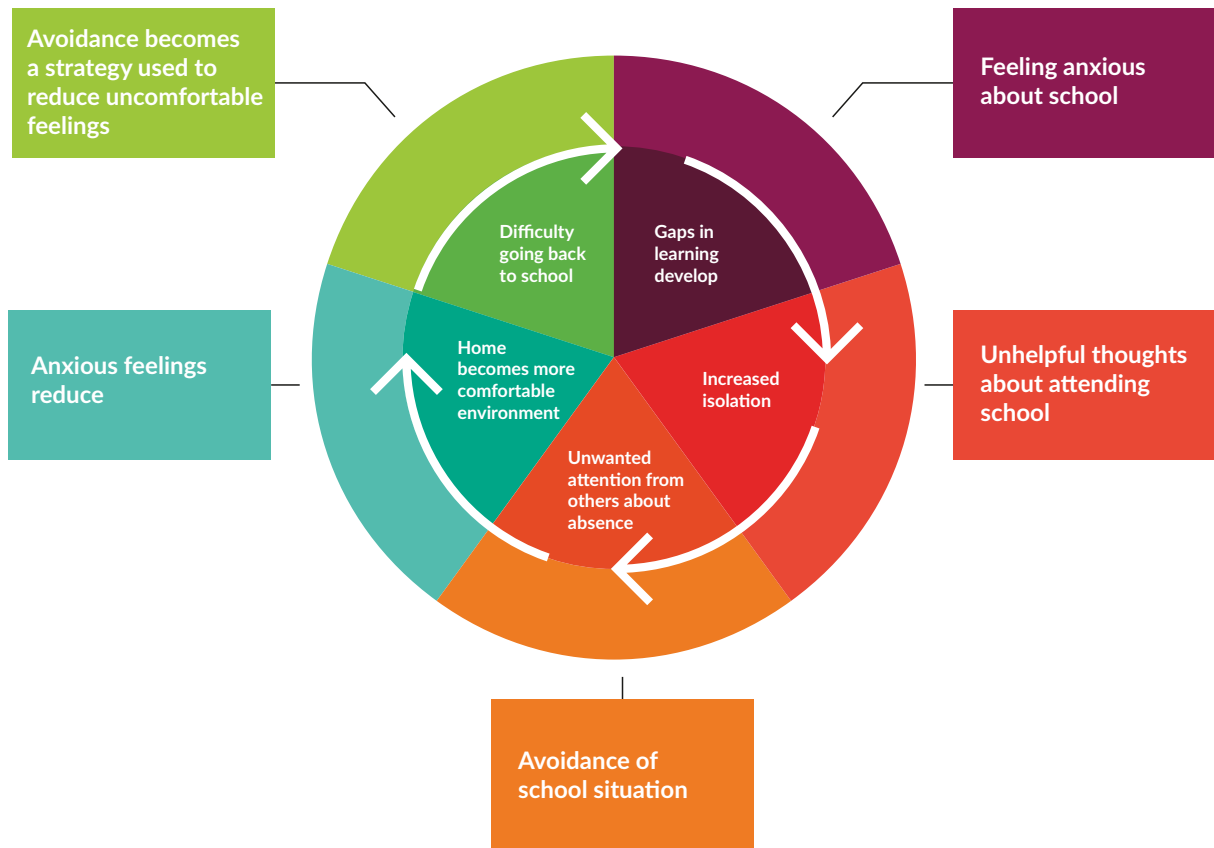 Avoidance becomes
a strategy used to
reduce uncomfortable
feelings
Feeling anxious
about school
Difficulty
going back
to school
Gaps in
learning
develop
Home
becomes more
comfortable
environment
Increased
isolation
Unwanted
attention from
others about
absence
Anxious feelings
reduce
Unhelpful thoughts
about attending
school
Avoidance of
school situation